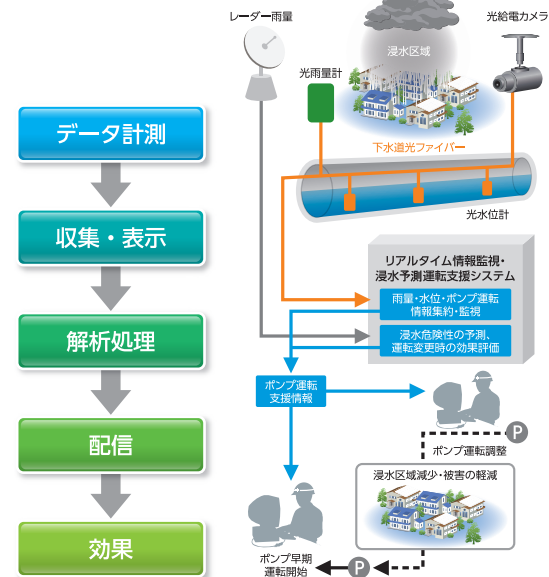 データ計測
収集・表示
解析処理
配信
効果
レーダー雨量
光給電カメラ
浸水区域
光雨量計
下水道光ファイバー
光水位計
リアルタイム情報監視・
浸水予測運転支援システム
雨量・水位・ポンプ運転
情報集約・監視
浸水危険性の予測、
運転変更時の効果評価
ポンプ運転
支援情報
P
ポンプ運転調整
浸水区域減少・被害の軽減
ポンプ早期
運転開始
P